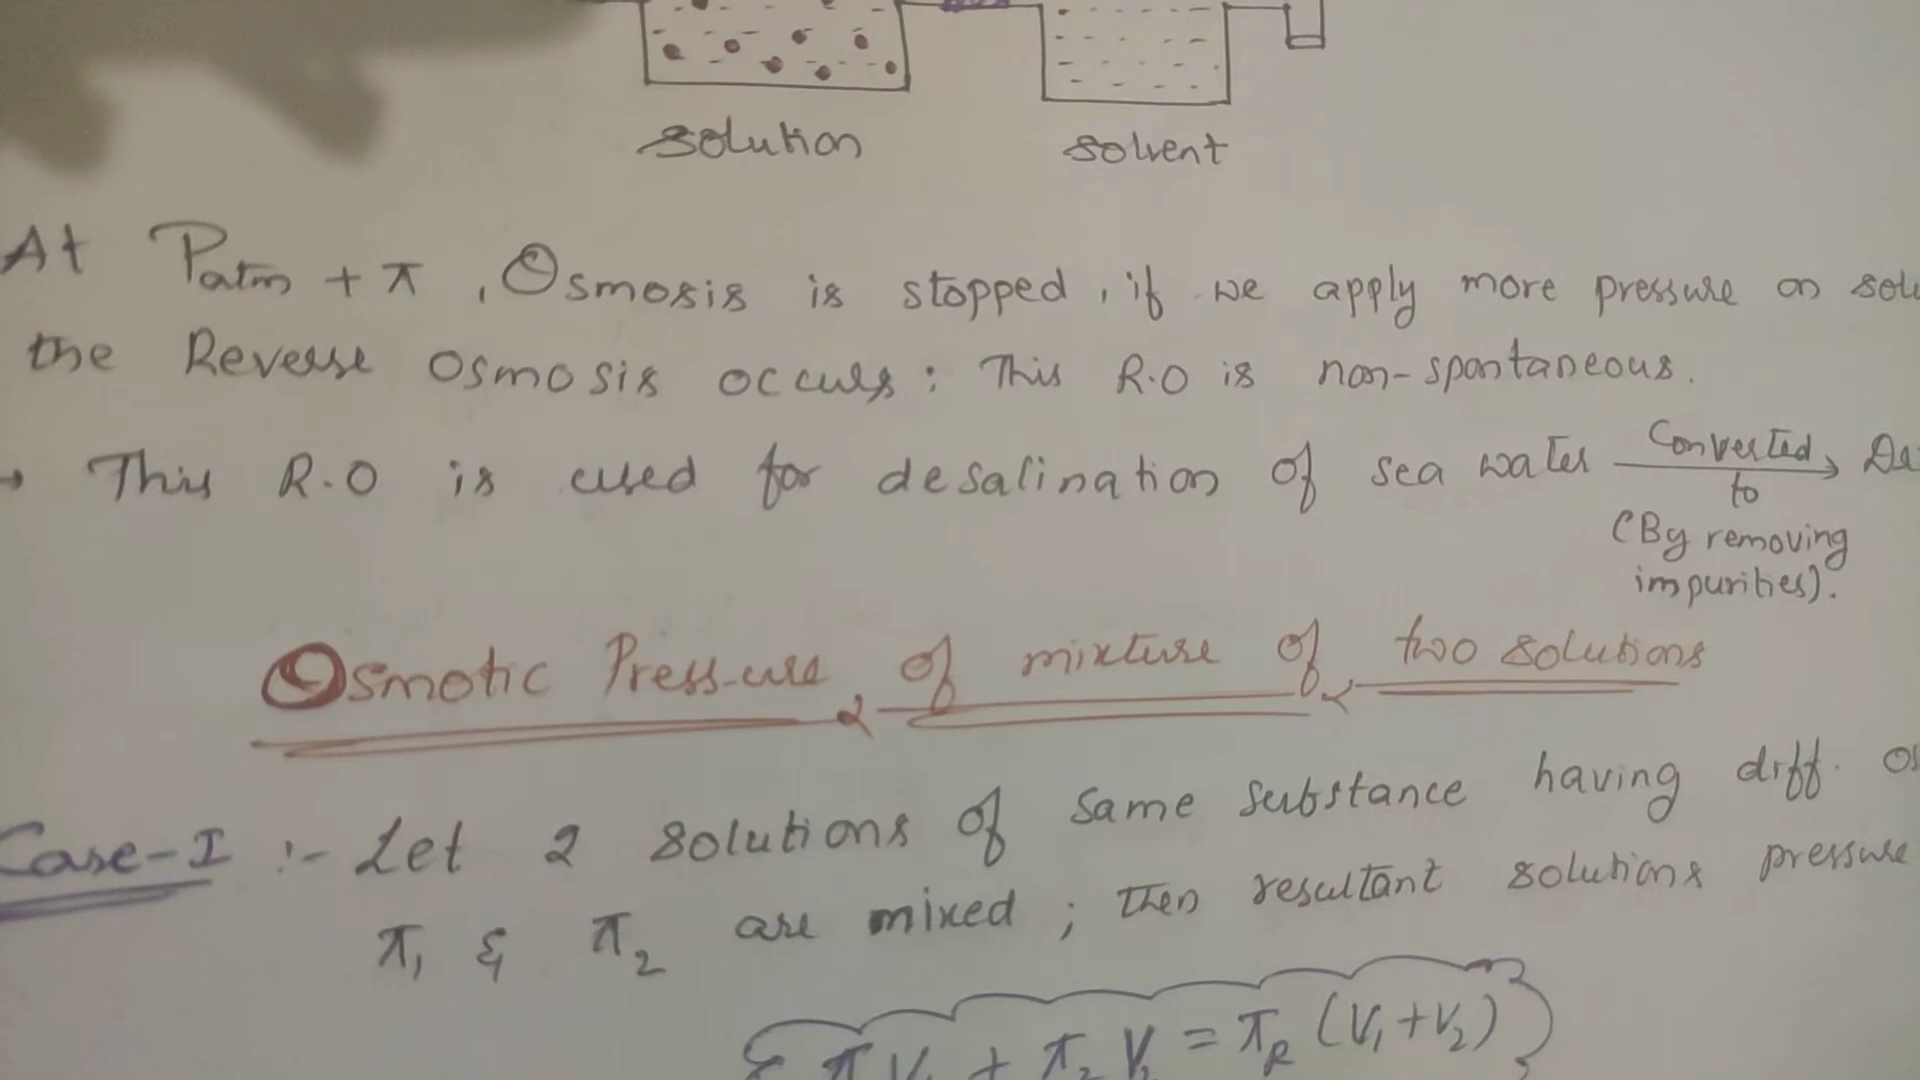 solution solvent
At Patm + π, Osmosis is stopped, if we apply more pressure on
the Reverse Osmosis occurs; This R.O is non-spontaneous.
→ This R.O is used for desalination of sea water Converted to
(By removing
impurities).
Osmotic Pressure of mixture of two solutions
Case-I :- Let 2 solutions of same substance having diff.
π₁ & π₂ are mixed; then resultant solutions pressure
π V + π₂ V₂ = π_R (V₁+V₂)